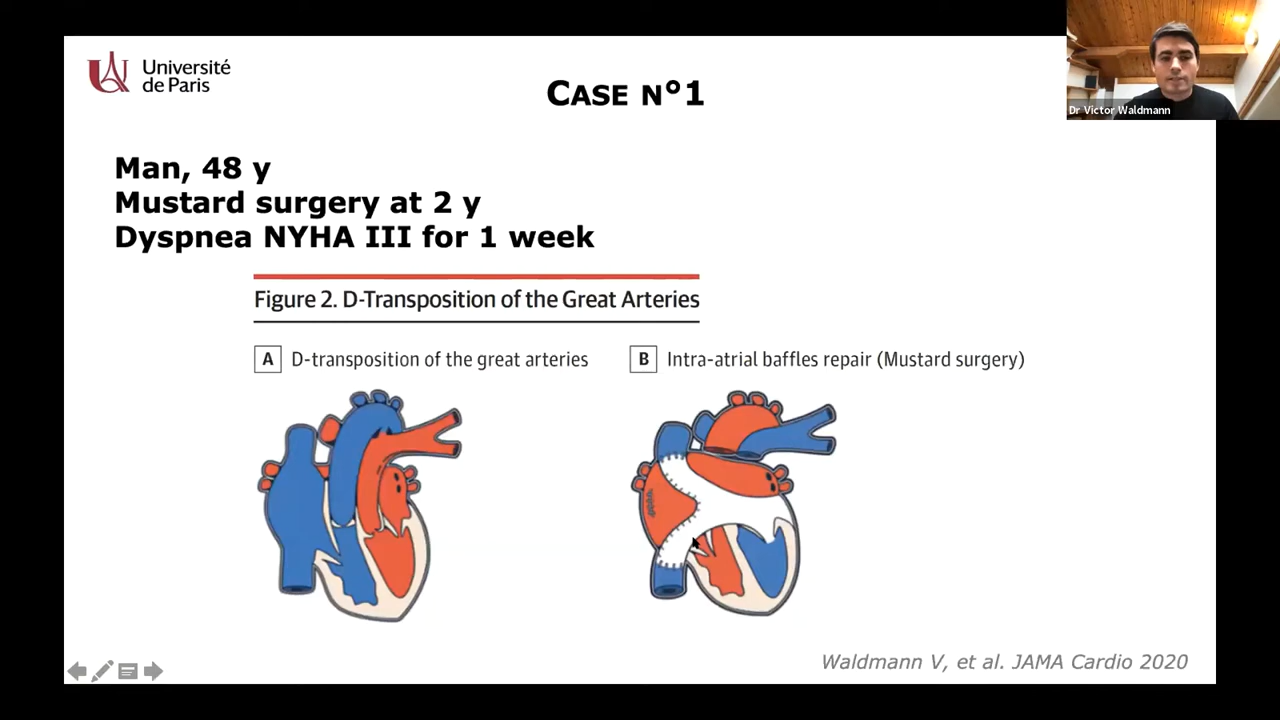 Université
de Paris
CASE N°1
Dr Victor Waldmann
Man, 48 y
Mustard surgery at 2 y
Dyspnea NYHA III for 1 week
Figure 2. D-Transposition of the Great Arteries
A D-transposition of the great arteries
B Intra-atrial baffles repair (Mustard surgery)
Waldmann V, et al. JAMA Cardio 2020